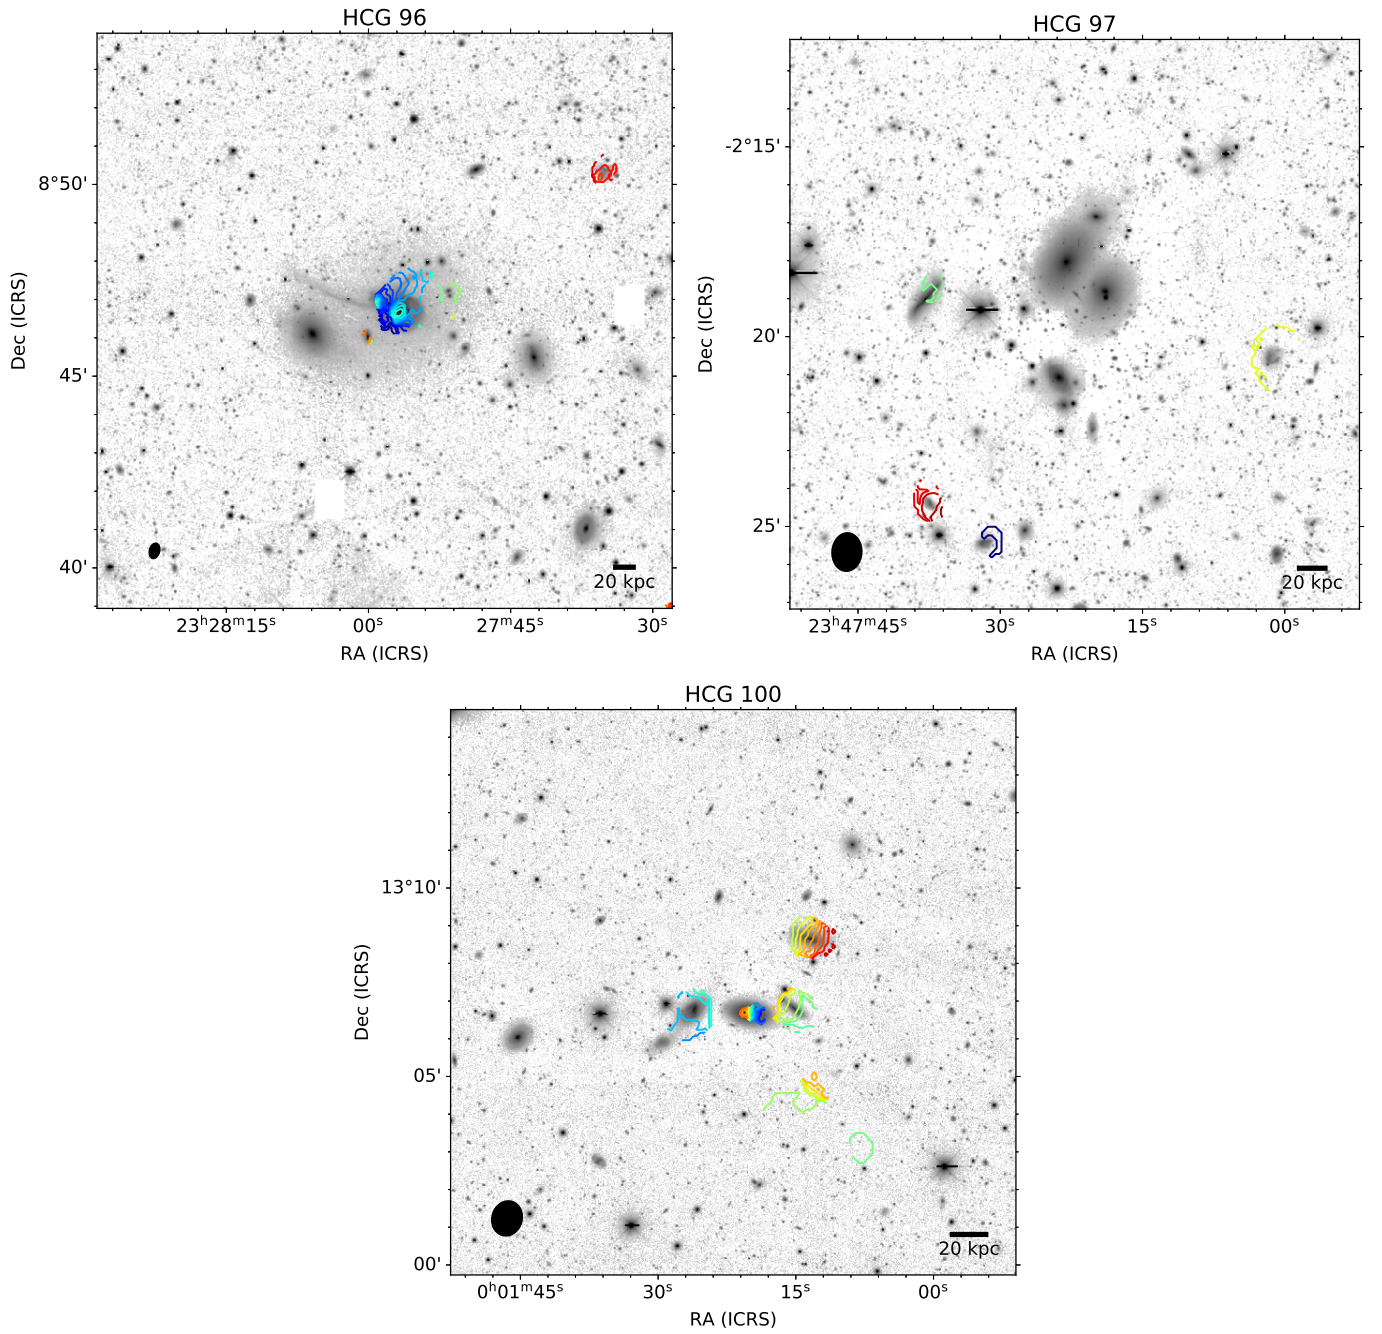 HCG 96
8°50'
45'
40'
Dec (ICRS)
20 kpc
23ʰ28ᵐ15ˢ 00ˢ 27ᵐ45ˢ 30ˢ
RA (ICRS)
HCG 97
-2°15'
20'
25'
Dec (ICRS)
20 kpc
23ʰ47ᵐ45ˢ 30ˢ 15ˢ 00ˢ
RA (ICRS)
HCG 100
13°10'
05'
00'
Dec (ICRS)
20 kpc
0ʰ01ᵐ45ˢ 30ˢ 15ˢ 00ˢ
RA (ICRS)